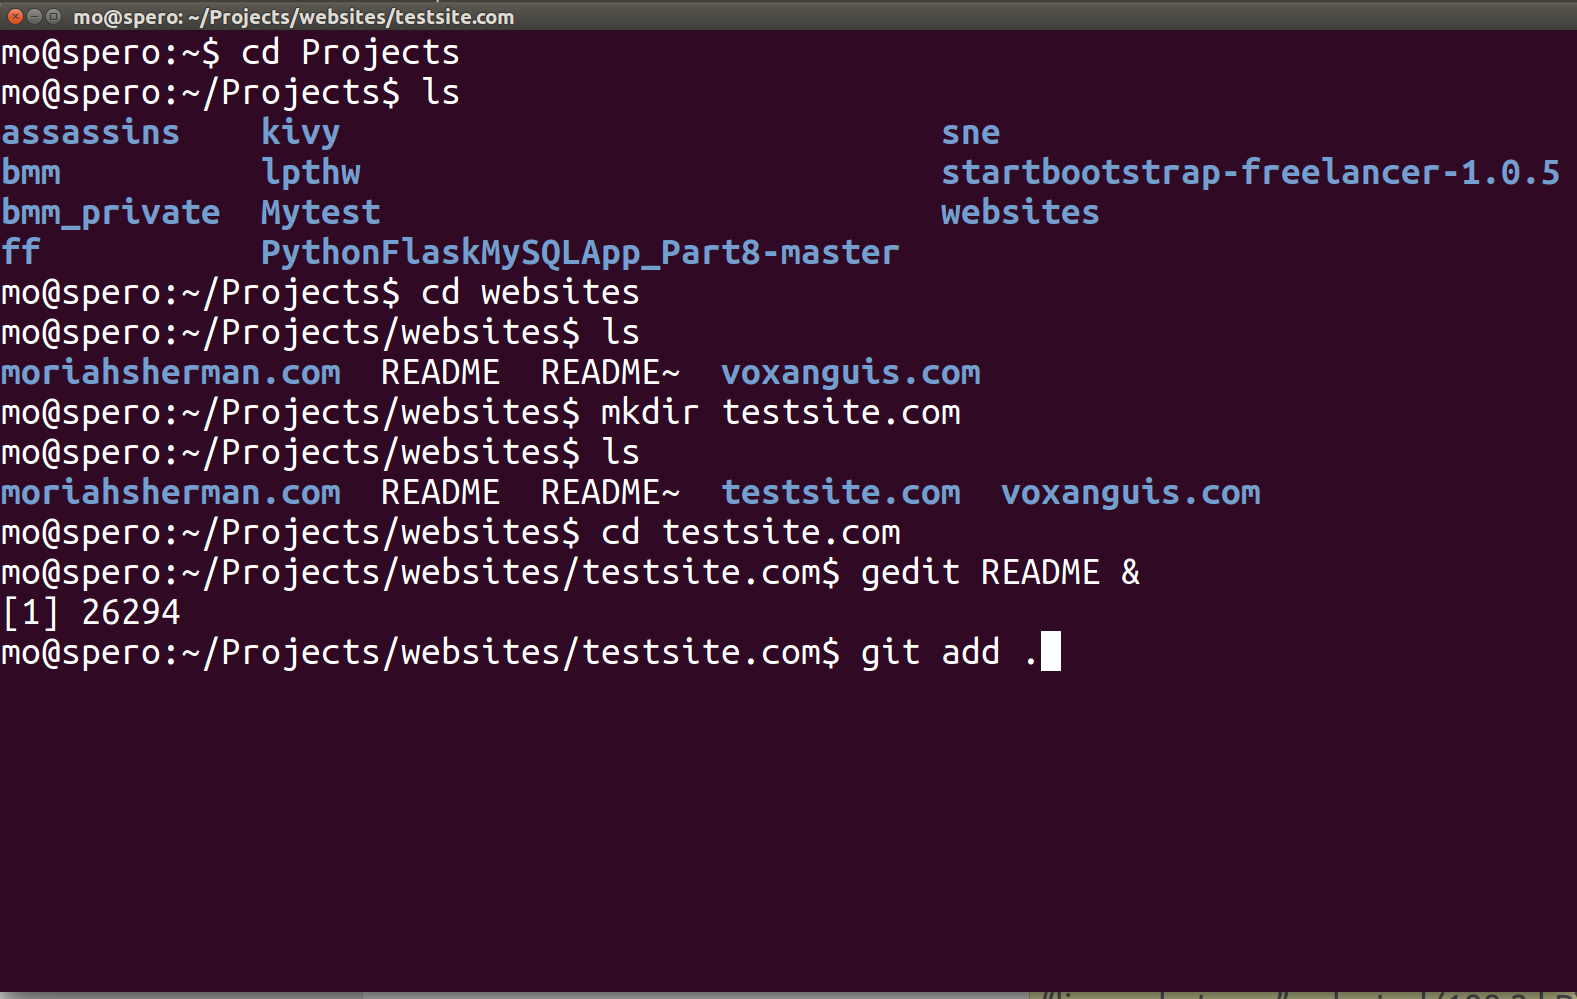 mo@spero: ~/Projects/websites/testsite.com
mo@spero:~$ cd Projects
mo@spero:~/Projects$ ls
assassins    kivy                              sne
bmm          lpthw                             startbootstrap-freelancer-1.0.5
bmm_private  Mytest                            websites
ff           PythonFlaskMySQLApp_Part8-master
mo@spero:~/Projects$ cd websites
mo@spero:~/Projects/websites$ ls
moriahsherman.com  README  README~  voxanguis.com
mo@spero:~/Projects/websites$ mkdir testsite.com
mo@spero:~/Projects/websites$ ls
moriahsherman.com  README  README~  testsite.com  voxanguis.com
mo@spero:~/Projects/websites$ cd testsite.com
mo@spero:~/Projects/websites/testsite.com$ gedit README &
[1] 26294
mo@spero:~/Projects/websites/testsite.com$ git add .